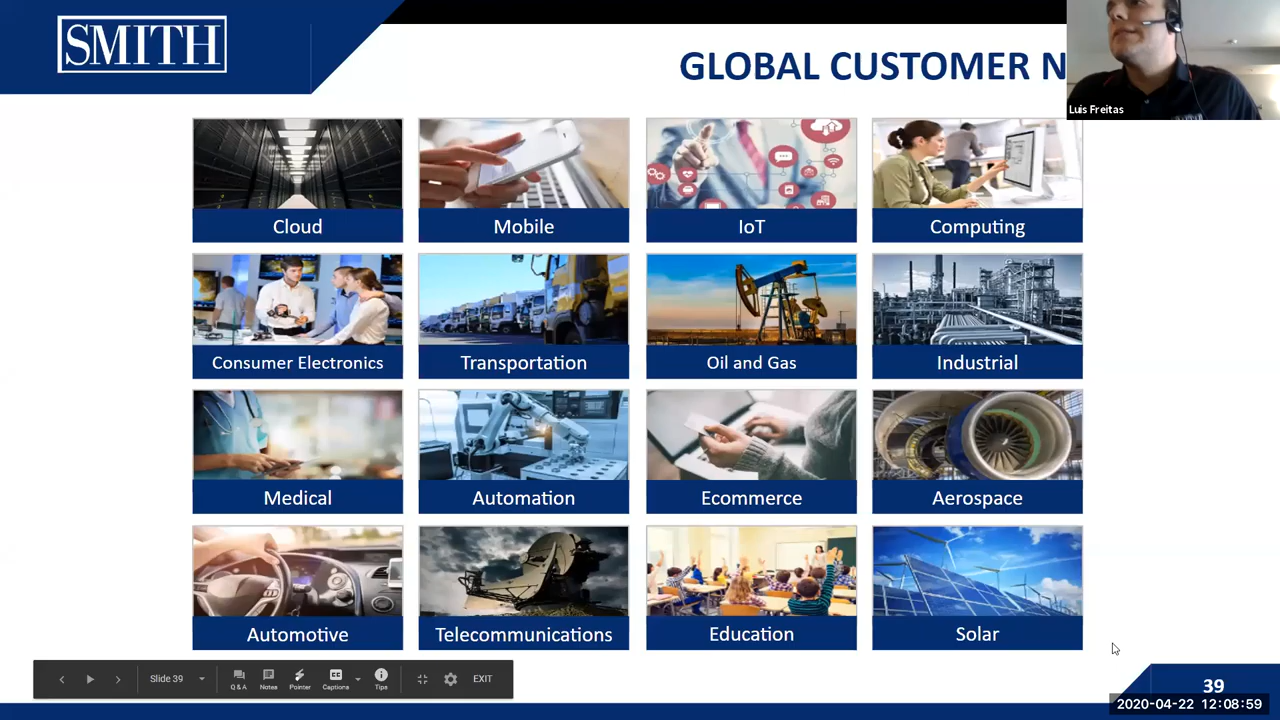 SMITH
GLOBAL CUSTOMER N
Luis Freitas
Cloud
Mobile
IoT
Computing
Consumer Electronics
Transportation
Oil and Gas
Industrial
Medical
Automation
Ecommerce
Aerospace
Automotive
Telecommunications
Education
Solar
Slide 39
Q & A
Notes
Pointer
CC
Captions
Tips
EXIT
39
2020-04-22 12:08:59